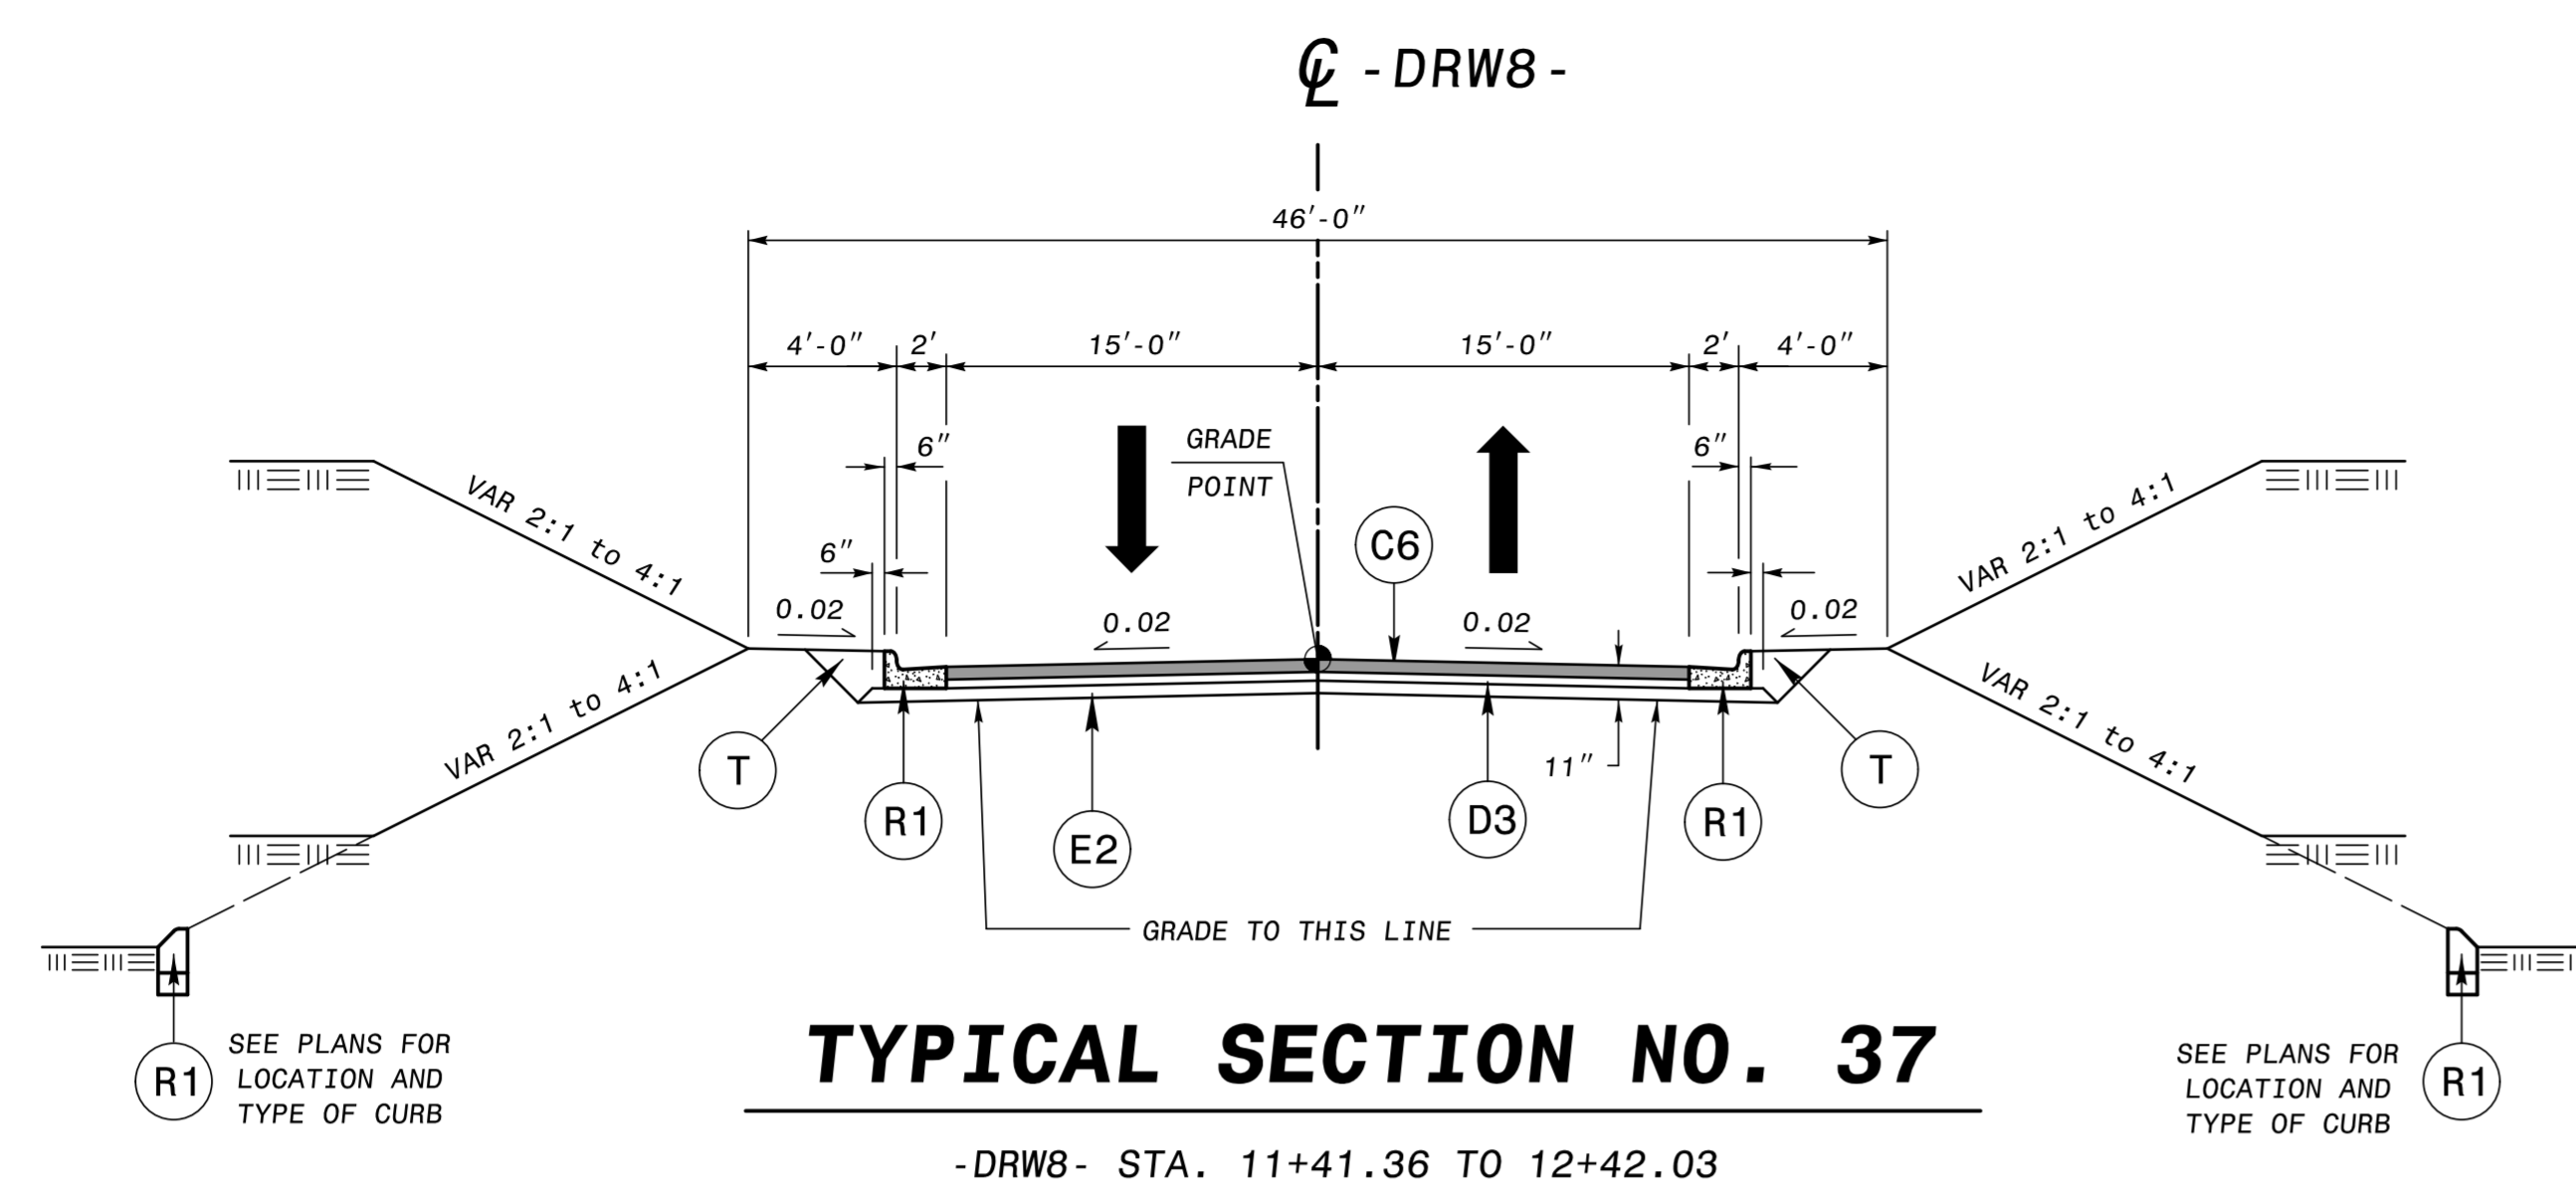 ℄ -DRW8-
46'-0"
4'-0" 2' 15'-0" 15'-0" 2' 4'-0"
6" GRADE POINT 6"
VAR 2:1 to 4:1
VAR 2:1 to 4:1
6"
C6
0.02 0.02 0.02 0.02
VAR 2:1 to 4:1
VAR 2:1 to 4:1
T R1 E2 D3 11" R1 T
GRADE TO THIS LINE
R1
SEE PLANS FOR
LOCATION AND
TYPE OF CURB
SEE PLANS FOR
LOCATION AND
TYPE OF CURB
R1
TYPICAL SECTION NO. 37
-DRW8- STA. 11+41.36 TO 12+42.03